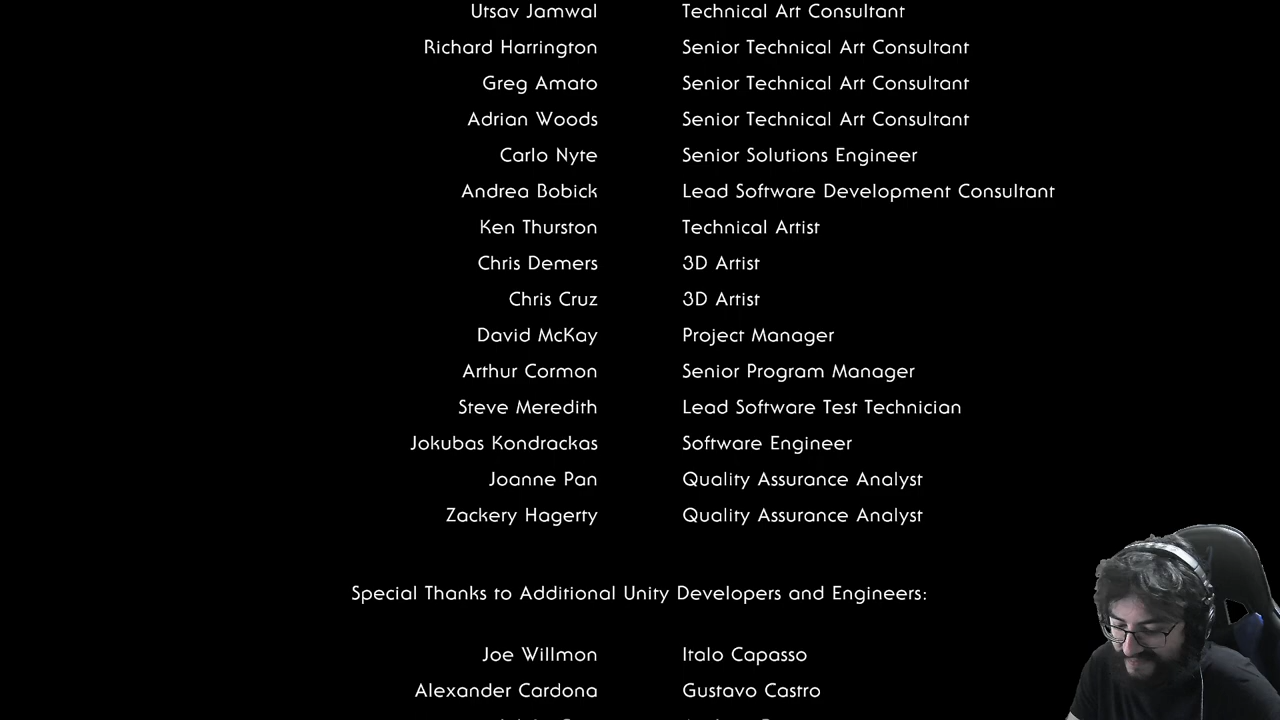 Utsav Jamwal Technical Art Consultant
Richard Harrington Senior Technical Art Consultant
Greg Amato Senior Technical Art Consultant
Adrian Woods Senior Technical Art Consultant
Carlo Nyte Senior Solutions Engineer
Andrea Bobick Lead Software Development Consultant
Ken Thurston Technical Artist
Chris Demers 3D Artist
Chris Cruz 3D Artist
David McKay Project Manager
Arthur Cormon Senior Program Manager
Steve Meredith Lead Software Test Technician
Jokubas Kondrackas Software Engineer
Joanne Pan Quality Assurance Analyst
Zackery Hagerty Quality Assurance Analyst
Special Thanks to Additional Unity Developers and Engineers:
Joe Willmon Italo Capasso
Alexander Cardona Gustavo Castro